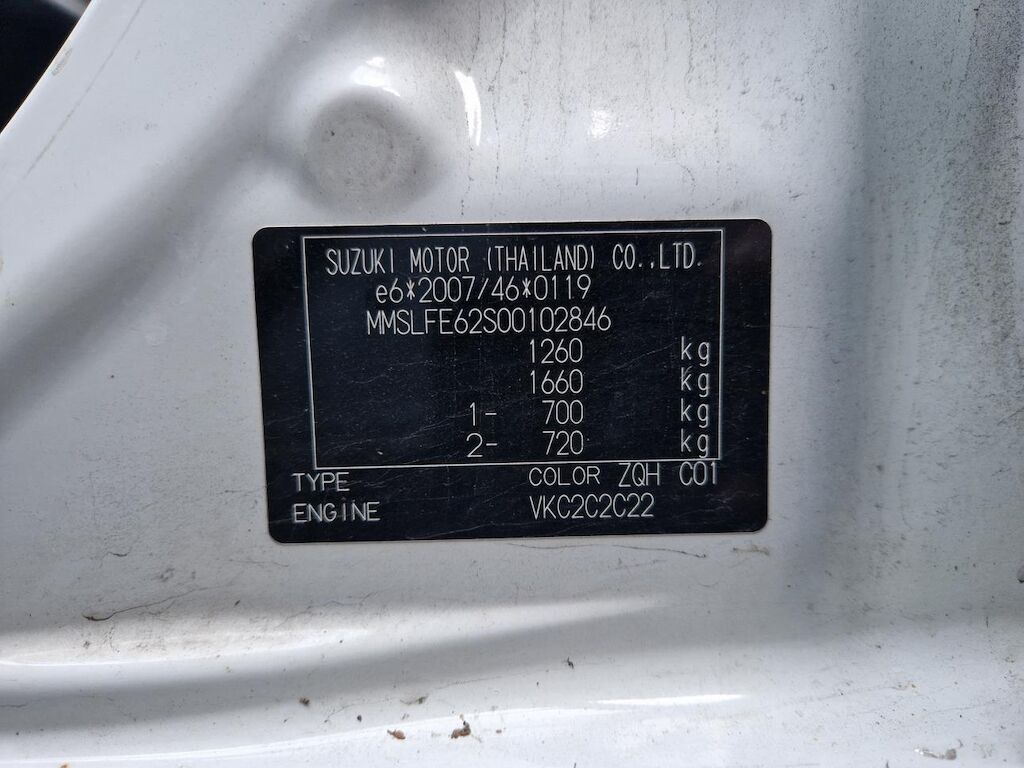 SUZUKI MOTOR (THAILAND) CO.,LTD.
e6*2007/46*0119
MMSLFE62S00102846
1260 kg
1660 kg
1- 700 kg
2- 720 kg
TYPE COLOR ZQH C01
ENGINE VKC2C2C22